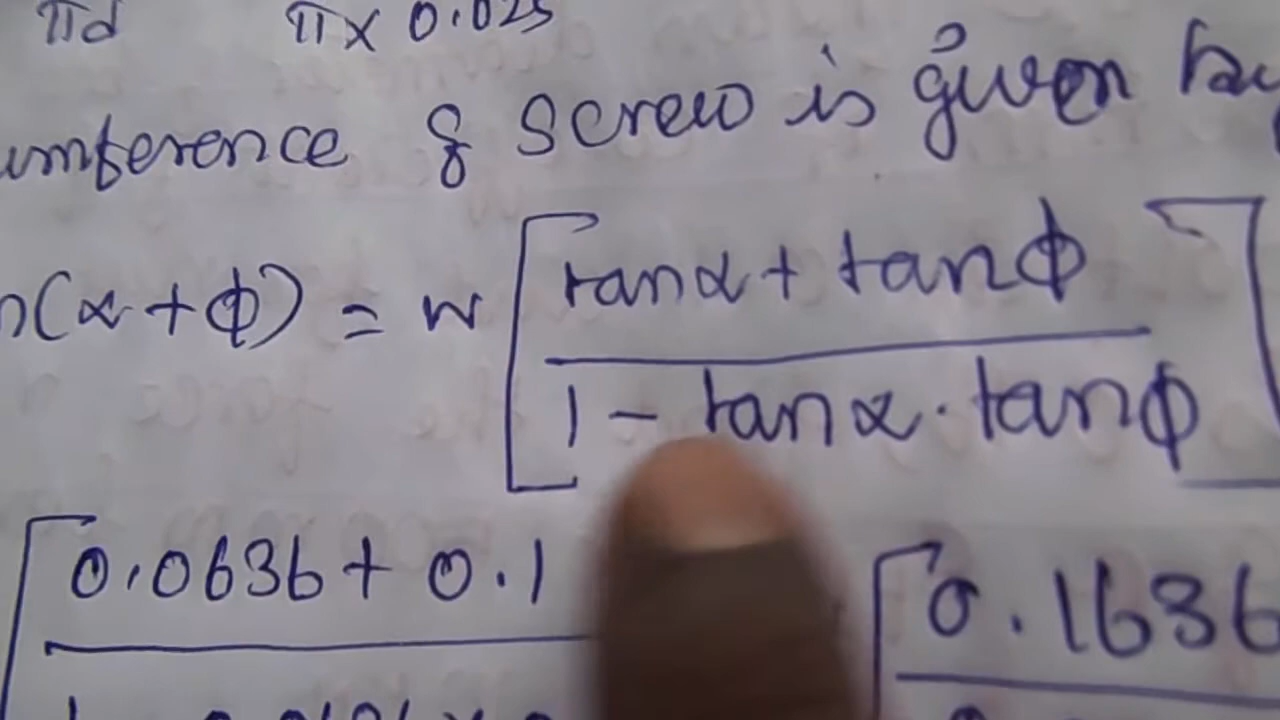 πd π x 0.025
umference of screw is given by
n(α+ϕ) = w [ tanα + tanϕ
1 - tanα . tanϕ ]
[ 0.0636 + 0.1 [ 0.1636